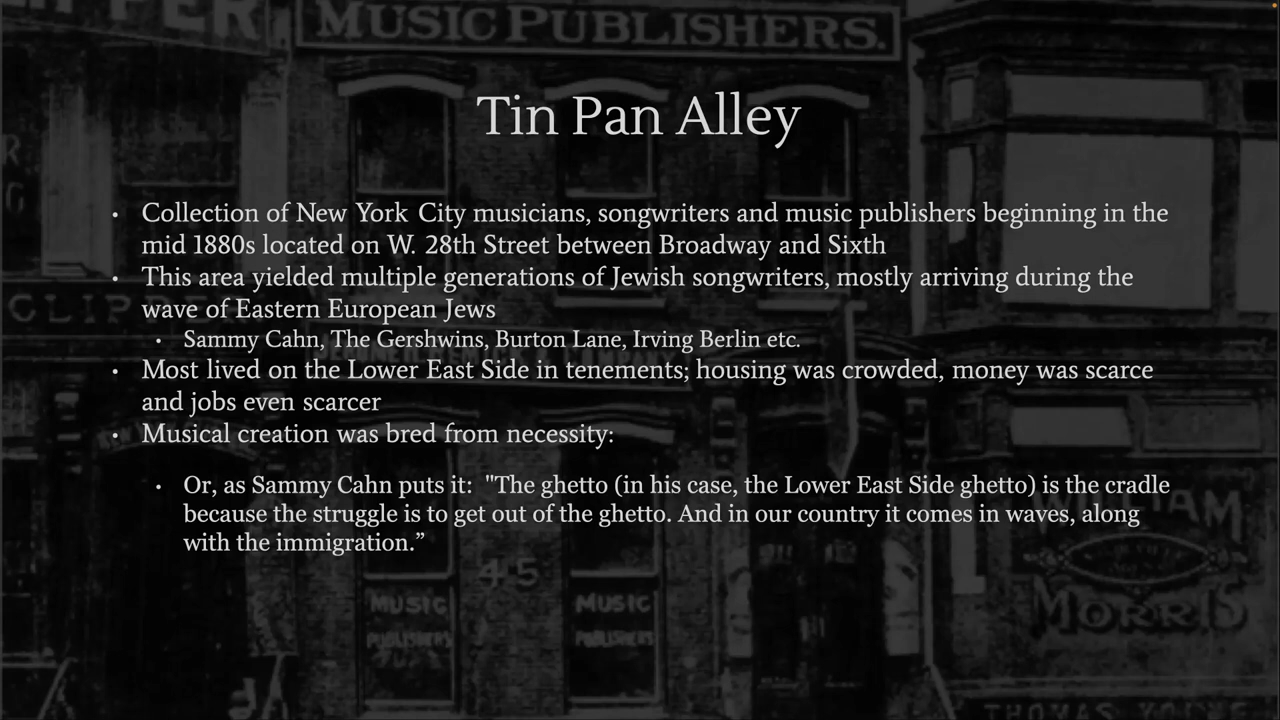 IPPER
MUSIC PUBLISHERS.
Tin Pan Alley
• Collection of New York City musicians, songwriters and music publishers beginning in the
mid 1880s located on W. 28th Street between Broadway and Sixth
• This area yielded multiple generations of Jewish songwriters, mostly arriving during the
wave of Eastern European Jews
CLIPPER
• Sammy Cahn, The Gershwins, Burton Lane, Irving Berlin etc.
• Most lived on the Lower East Side in tenements; housing was crowded, money was scarce
and jobs even scarcer
• Musical creation was bred from necessity:
• Or, as Sammy Cahn puts it:  "The ghetto (in his case, the Lower East Side ghetto) is the cradle
because the struggle is to get out of the ghetto. And in our country it comes in waves, along
with the immigration.”
45
MUSIC MUSIC
PUBLISHERS PUBLISHERS
WILLIAM
MORRIS
THOMAS